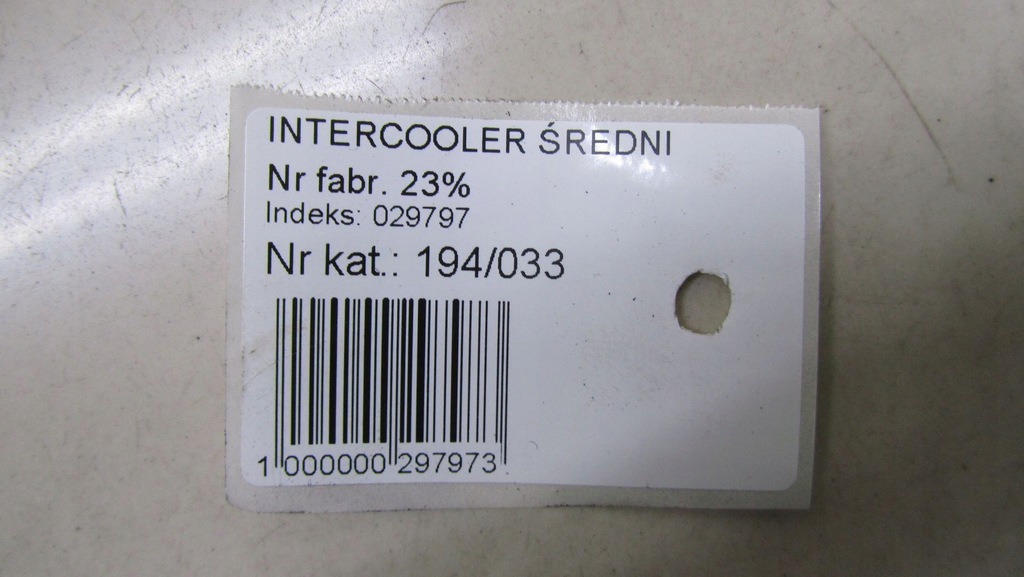 INTERCOOLER ŚREDNI
Nr fabr. 23%
Indeks: 029797
Nr kat.: 194/033
1 000000 297973